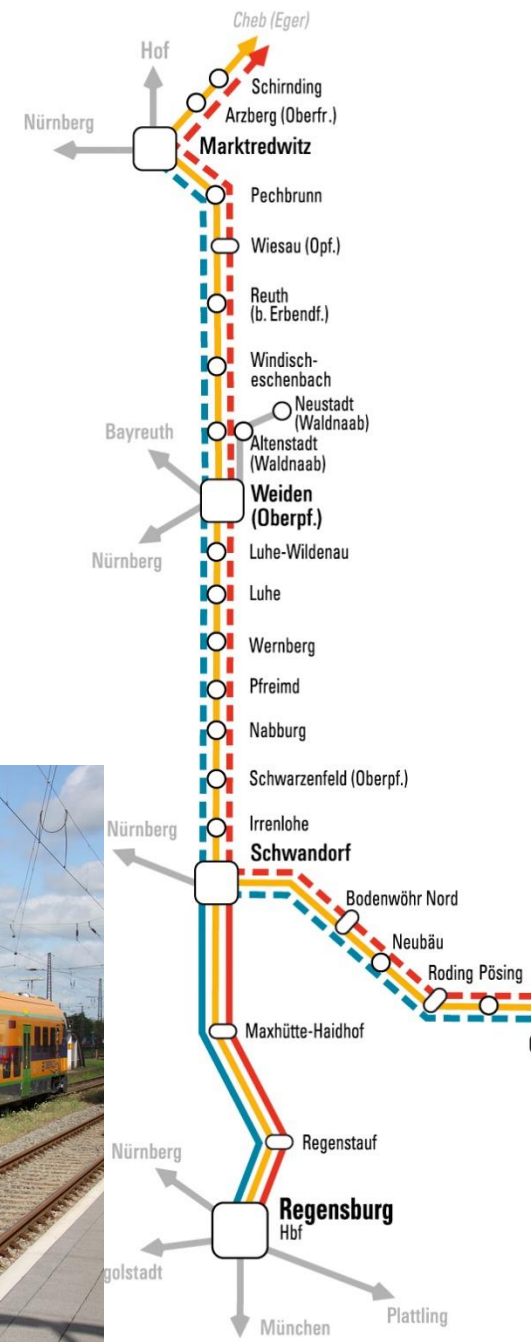 Cheb (Eger)
Hof
Schirnding
Arzberg (Oberfr.)
Nürnberg
Marktredwitz
Pechbrunn
Wiesau (Opf.)
Reuth
(b. Erbendf.)
Windisch-
eschenbach
Neustadt
(Waldnaab)
Bayreuth
Altenstadt
(Waldnaab)
Weiden
(Oberpf.)
Nürnberg
Luhe-Wildenau
Luhe
Wernberg
Pfreimd
Nabburg
Schwarzenfeld (Oberpf.)
Irrenlohe
Nürnberg
Schwandorf
Bodenwöhr Nord
Neubäu
Roding Pösing
Maxhütte-Haidhof
Regenstauf
Nürnberg
Regensburg
Hbf
golstadt
Plattling
München